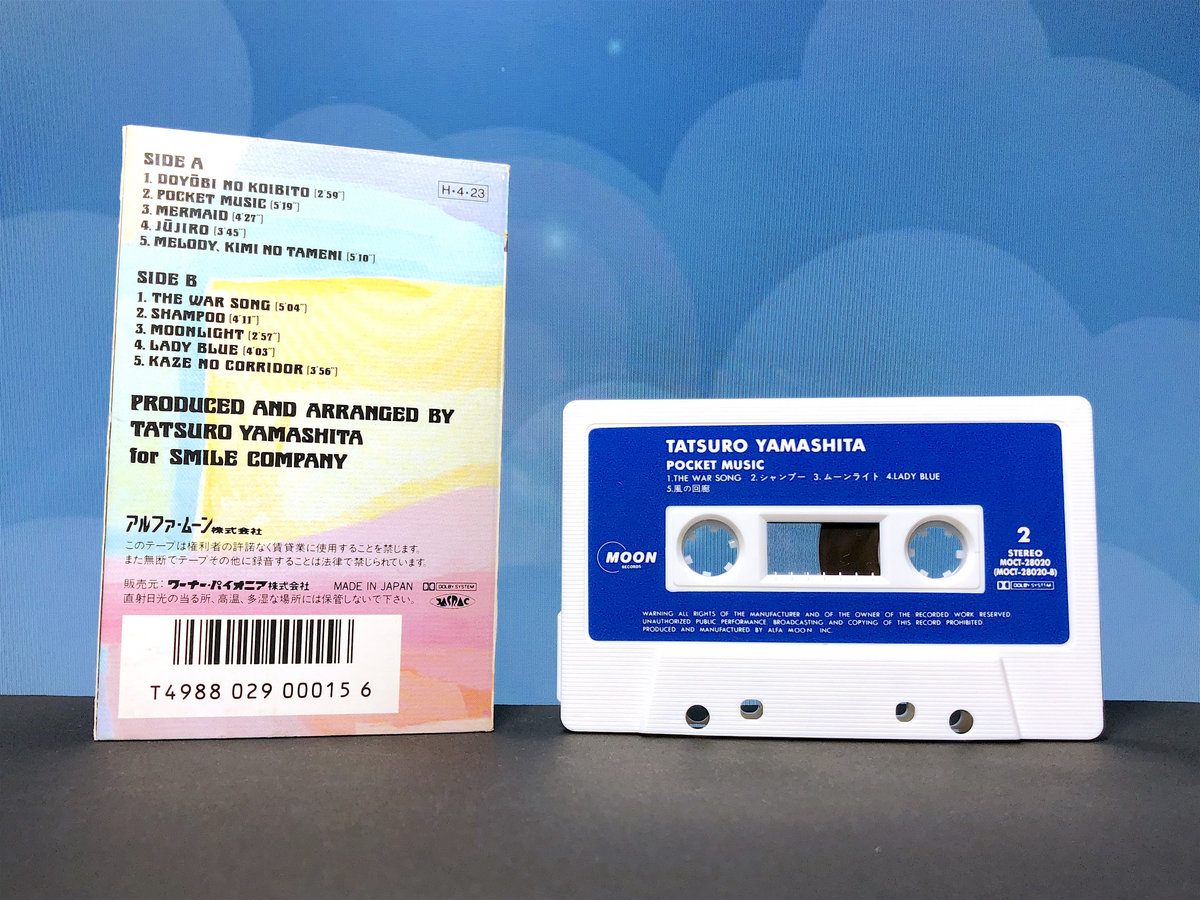 SIDE A
1. DOYŌBI NO KOIBITO [2'59"]
2. POCKET MUSIC [5'19"]
3. MERMAID [4'27"]
4. JŪJIRO [3'45"]
5. MELODY, KIMI NO TAMENI [5'10"]
H・4・23
SIDE B
1. THE WAR SONG [5'04"]
2. SHAMPOO [4'11"]
3. MOONLIGHT [2'57"]
4. LADY BLUE [4'03"]
5. KAZE NO CORRIDOR [3'56"]
PRODUCED AND ARRANGED BY
TATSURO YAMASHITA
for SMILE COMPANY
アルファ・ムーン株式会社
このテープは権利者の許諾なく賃貸業に使用することを禁じます。
また無断でテープその他に録音することは法律で禁じられています。
販売元：ワーナー・パイオニア株式会社 MADE IN JAPAN DOLBY SYSTEM
直射日光の当る所、高温、多湿な場所には保管しないで下さい。 JASRAC
T4988 029 00015 6
TATSURO YAMASHITA
POCKET MUSIC
1.THE WAR SONG 2.シャンプー 3.ムーンライト 4.LADY BLUE
5.風の回廊
MOON
RECORDS
2
STEREO
MOCT-28020
(MOCT-28020-B)
DOLBY SYSTEM
WARNING: ALL RIGHTS OF THE MANUFACTURER AND OF THE OWNER OF THE RECORDED WORK RESERVED.
UNAUTHORIZED PUBLIC PERFORMANCE, BROADCASTING AND COPYING OF THIS RECORD PROHIBITED.
PRODUCED AND MANUFACTURED BY ALFA MOON INC.